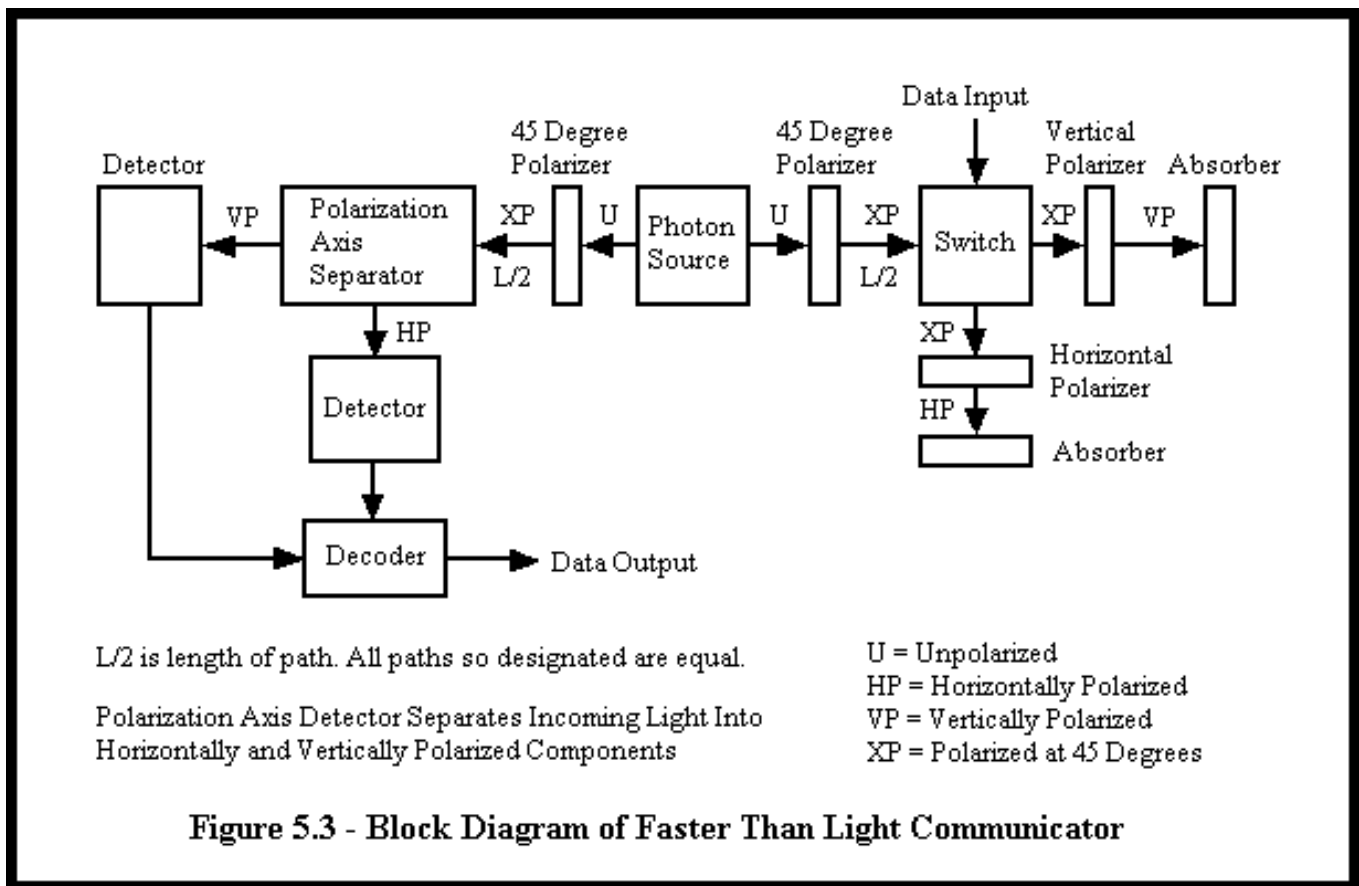 Data Input
45 Degree
Polarizer
45 Degree
Polarizer
Vertical
Polarizer
Absorber
Detector
VP
Polarization
Axis
Separator
XP
L/2
U
Photon
Source
U
XP
L/2
Switch
XP
VP
HP
XP
Horizontal
Polarizer
Detector
HP
Absorber
Decoder
Data Output
L/2 is length of path. All paths so designated are equal.
Polarization Axis Detector Separates Incoming Light Into
Horizontally and Vertically Polarized Components
U = Unpolarized
HP = Horizontally Polarized
VP = Vertically Polarized
XP = Polarized at 45 Degrees
Figure 5.3 - Block Diagram of Faster Than Light Communicator